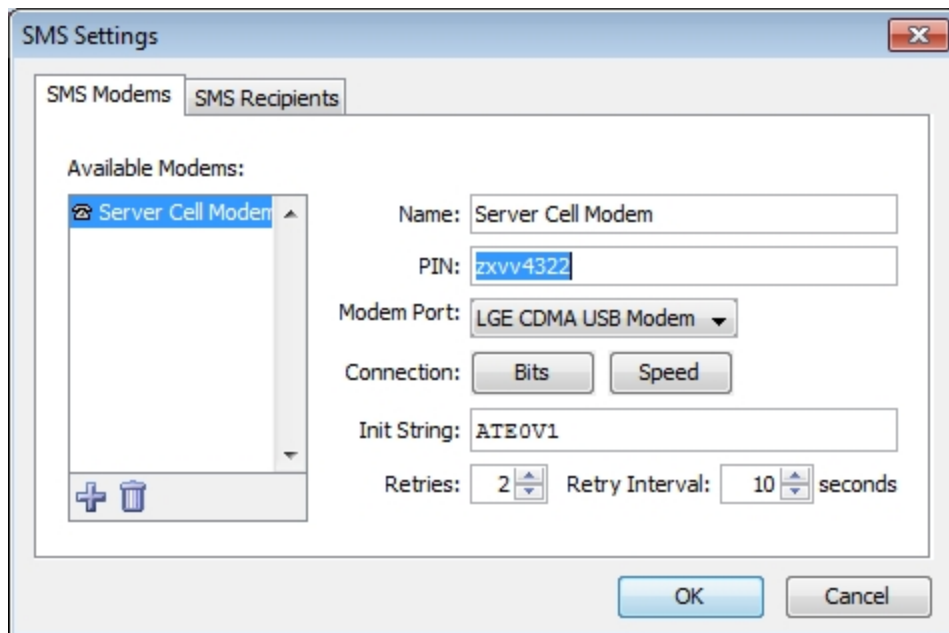 SMS Settings
SMS Modems SMS Recipients
Available Modems:
Server Cell Modem
Name: Server Cell Modem
PIN: zxvv4322
Modem Port: LGE CDMA USB Modem
Connection: Bits Speed
Init String: ATE0V1
Retries: 2 Retry Interval: 10 seconds
OK Cancel